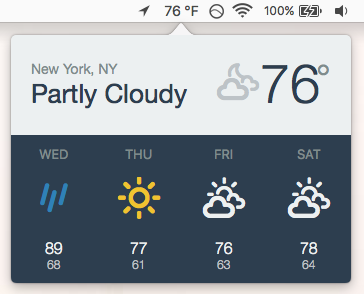 76 °F 100%
New York, NY
Partly Cloudy
76°
WED THU FRI SAT
89 77 76 78
68 61 63 64